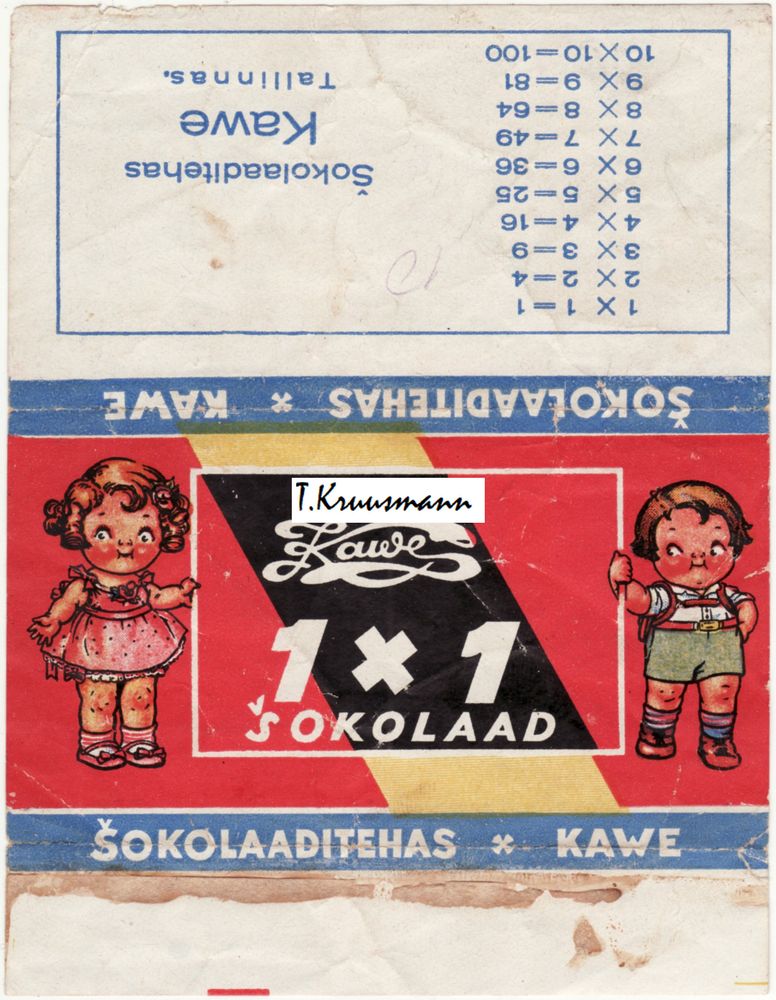 Šokolaaditehas
Kawe
Tallinnas.
1 × 1 = 1
2 × 2 = 4
3 × 3 = 9
4 × 4 = 16
5 × 5 = 25
6 × 6 = 36
7 × 7 = 49
8 × 8 = 64
9 × 9 = 81
10 × 10 = 100
ŠOKOLAADITEHAS × KAWE
T.Kruusmann
Kawe
1 × 1
ŠOKOLAAD
ŠOKOLAADITEHAS × KAWE